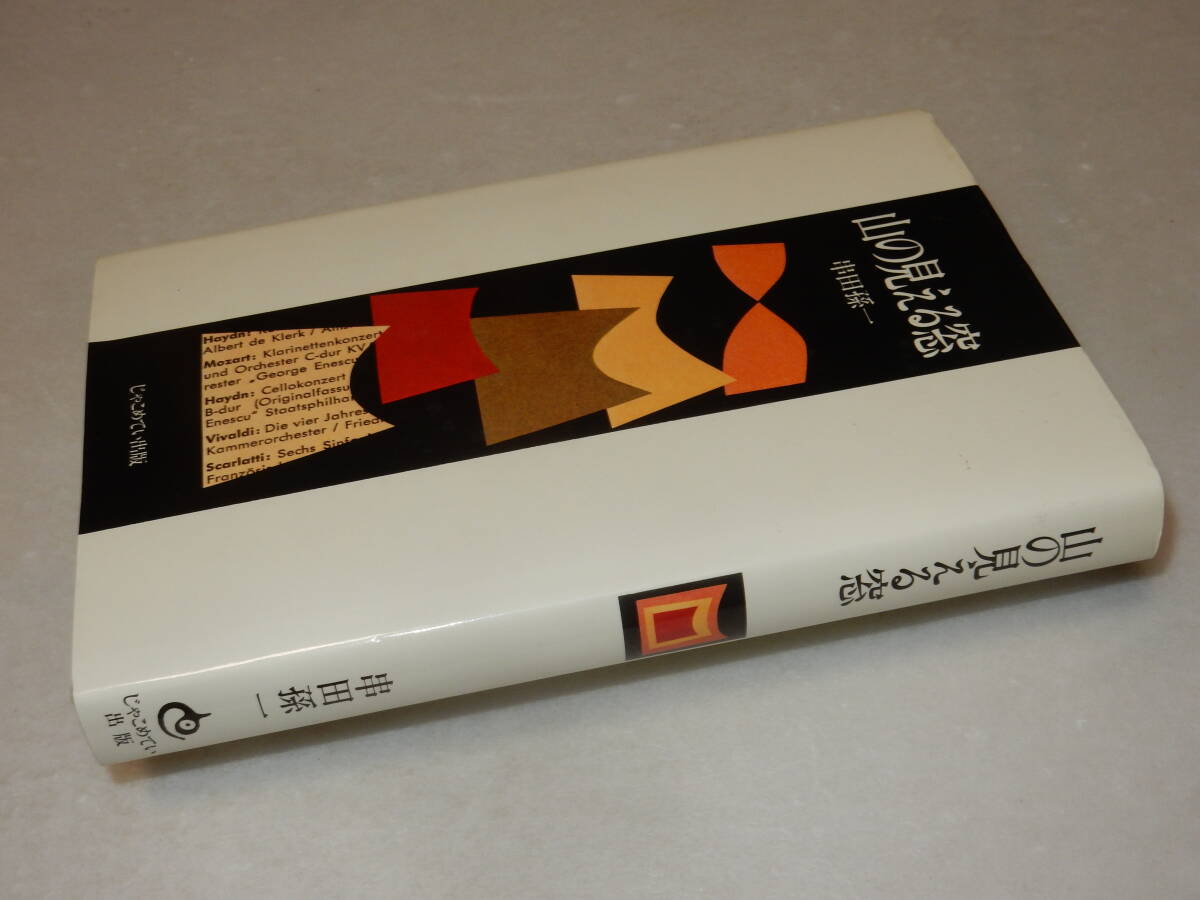 山の見える窓
串田孫一
Haydn:
Albert de Klerk /
Mozart: Klarinettenkonzert
und Orchester C-dur KV
rester „George Enescu
Haydn: Cellokonzert
B-dur (Originalfassu
Enescu" Staatsphilhar
Vivaldi: Die vier Jahres
Kammerorchester / Fried
Scarlatti: Sechs Sinfo
Französi
じゃこめてい出版
山の見える窓
串田孫一
じゃこめてい
出版